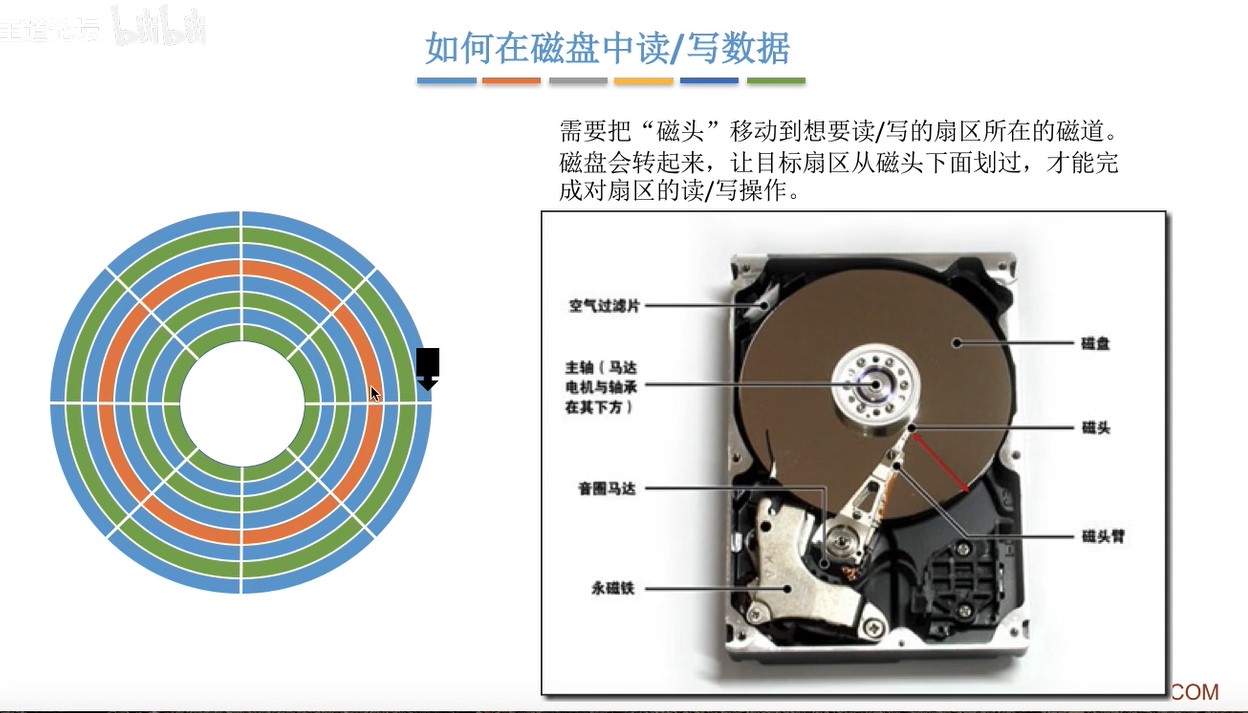 王道论坛 bilibili
如何在磁盘中读/写数据
需要把“磁头”移动到想要读/写的扇区所在的磁道。
磁盘会转起来，让目标扇区从磁头下面划过，才能完
成对扇区的读/写操作。
空气过滤片
磁盘
主轴（马达
电机与轴承
在其下方）
磁头
音圈马达
磁头臂
永磁铁
COM